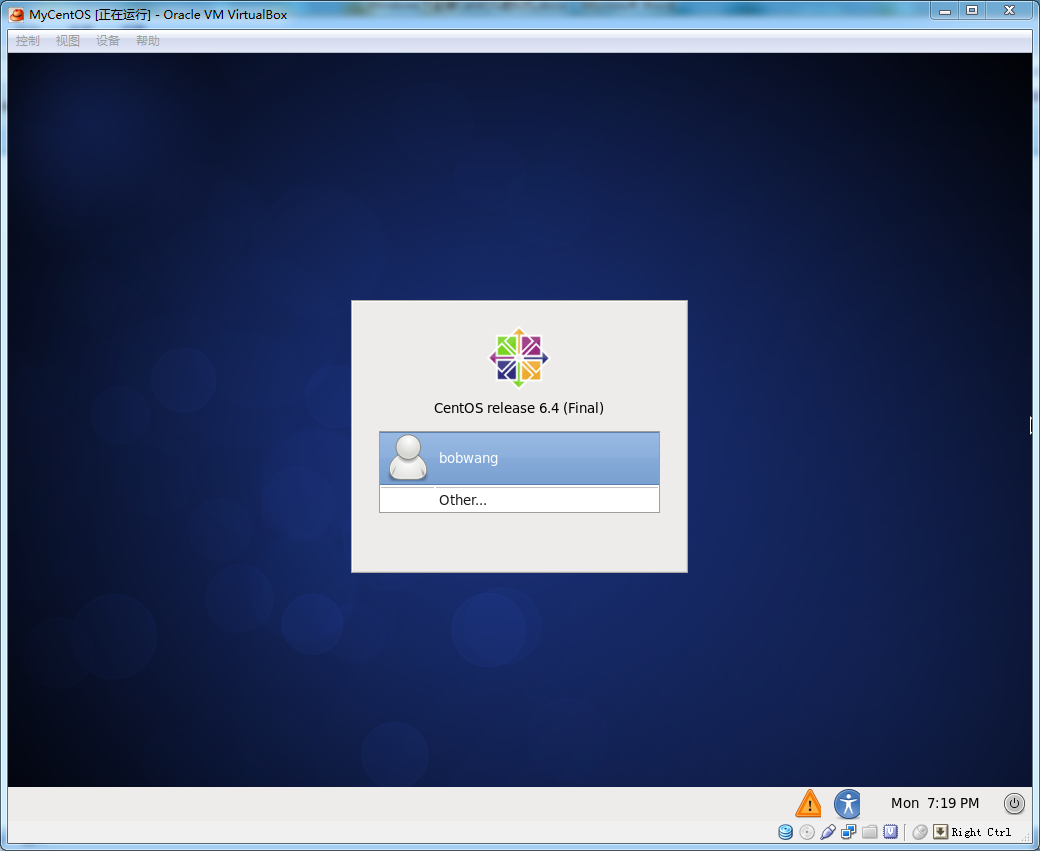 MyCentOS [正在运行] - Oracle VM VirtualBox
控制 视图 设备 帮助
CentOS release 6.4 (Final)
bobwang
Other...
Mon 7:19 PM
Right Ctrl